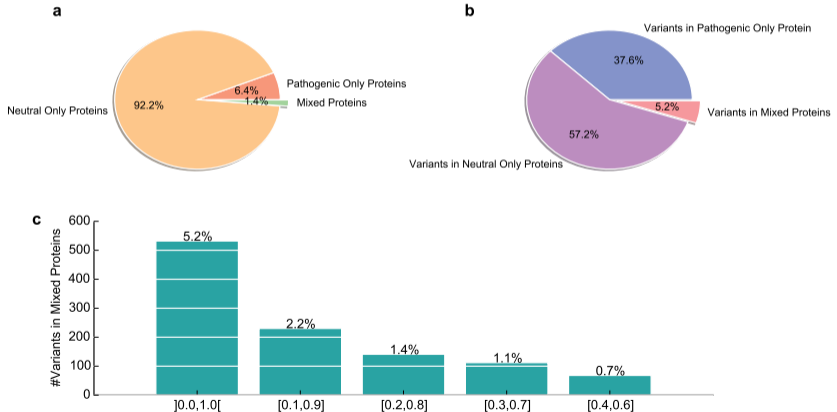 a
Neutral Only Proteins
92.2%
6.4%
1.4%
Pathogenic Only Proteins
Mixed Proteins
b
Variants in Pathogenic Only Protein
37.6%
5.2%
Variants in Mixed Proteins
57.2%
Variants in Neutral Only Proteins
c
#Variants in Mixed Proteins
600
500
400
300
200
100
0
5.2%
2.2%
1.4%
1.1%
0.7%
]0.0,1.0[
[0.1,0.9]
[0.2,0.8]
[0.3,0.7]
[0.4,0.6]